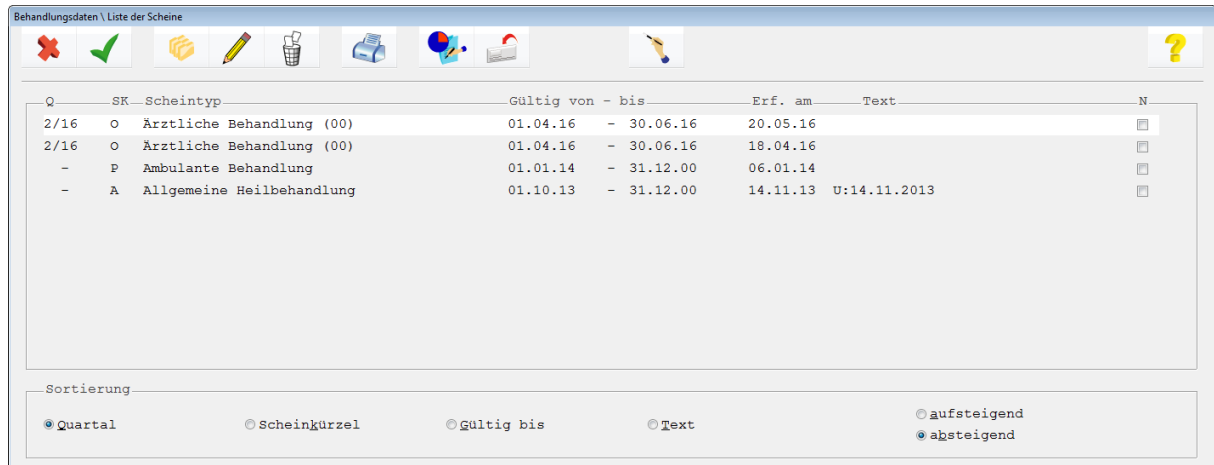 Behandlungsdaten \ Liste der Scheine
?
Q SK Scheintyp Gültig von - bis Erf. am Text N
2/16 O Ärztliche Behandlung (00) 01.04.16 - 30.06.16 20.05.16
2/16 O Ärztliche Behandlung (00) 01.04.16 - 30.06.16 18.04.16
- P Ambulante Behandlung 01.01.14 - 31.12.00 06.01.14
- A Allgemeine Heilbehandlung 01.10.13 - 31.12.00 14.11.13 U:14.11.2013
Sortierung
Quartal Scheinkürzel Gültig bis Text aufsteigend
absteigend